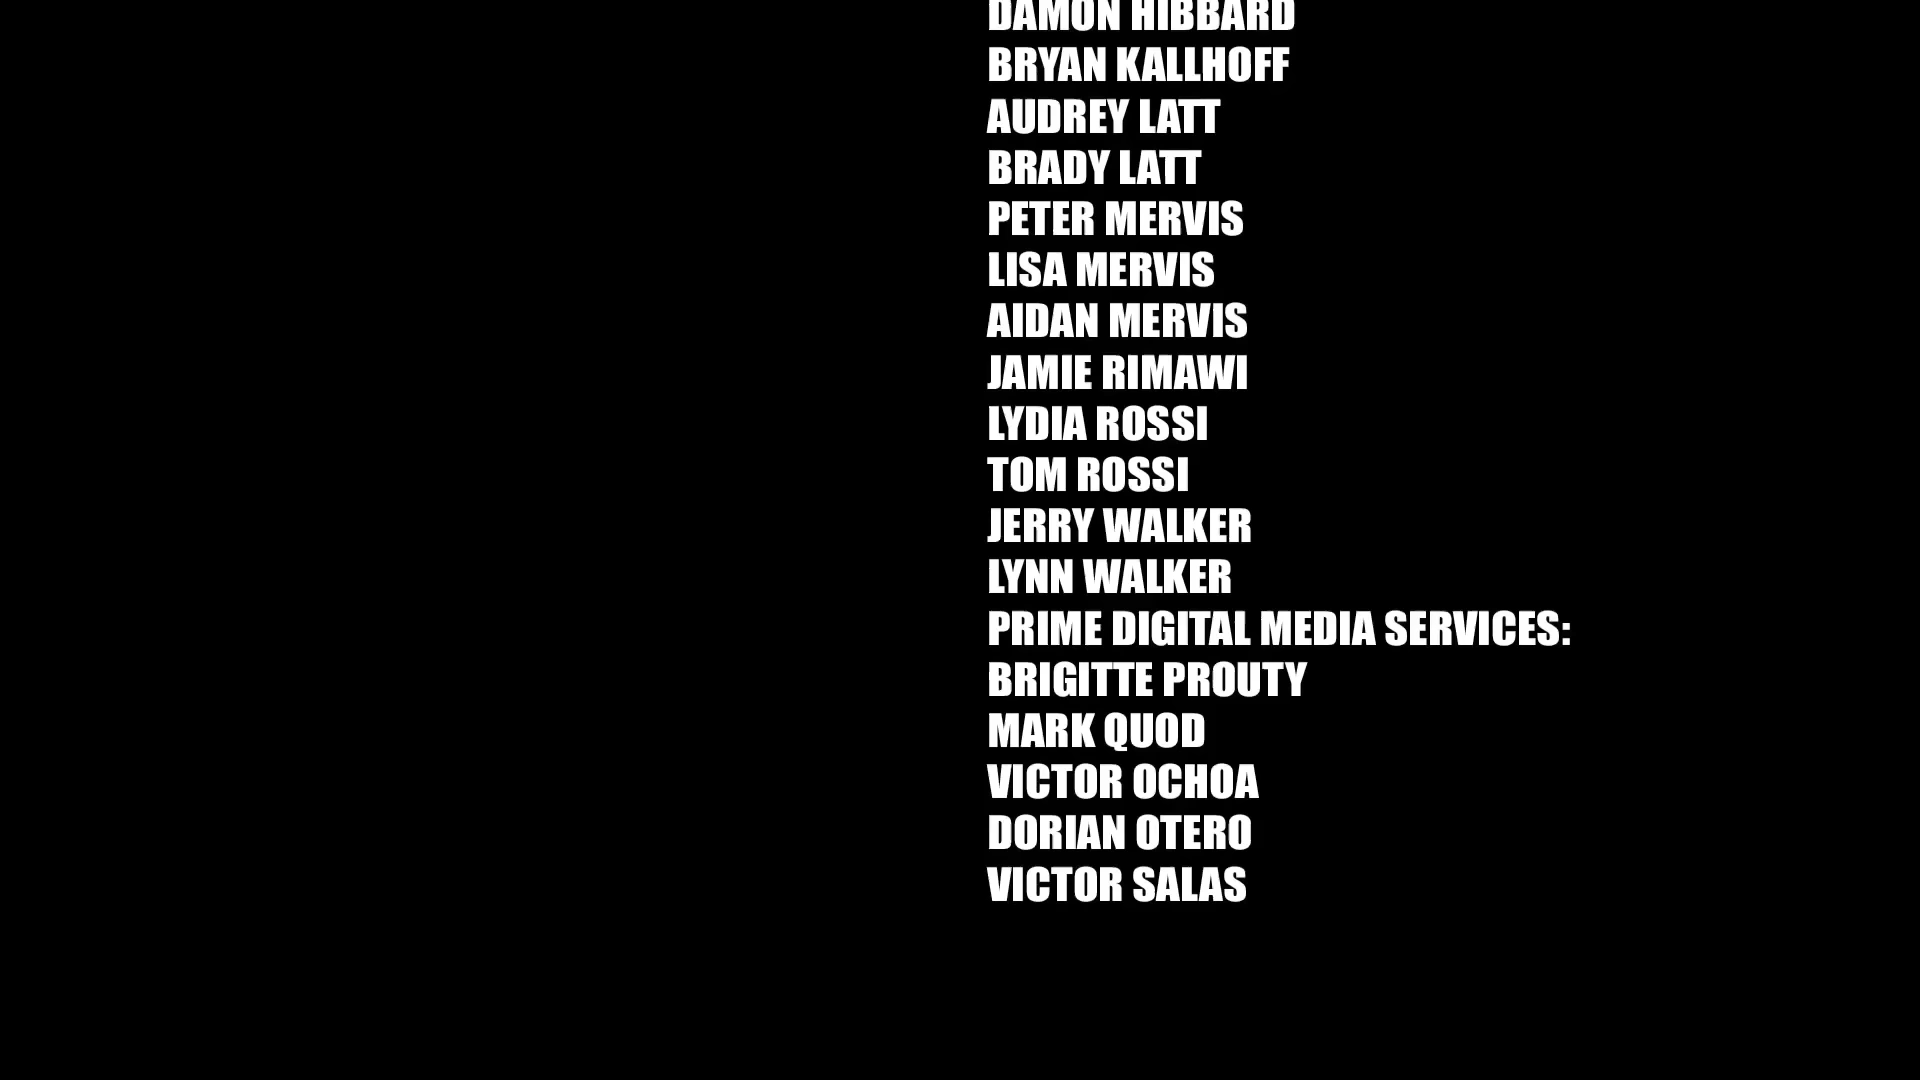 DAMON HIBBARD
BRYAN KALLHOFF
AUDREY LATT
BRADY LATT
PETER MERVIS
LISA MERVIS
AIDAN MERVIS
JAMIE RIMAWI
LYDIA ROSSI
TOM ROSSI
JERRY WALKER
LYNN WALKER
PRIME DIGITAL MEDIA SERVICES:
BRIGITTE PROUTY
MARK QUOD
VICTOR OCHOA
DORIAN OTERO
VICTOR SALAS